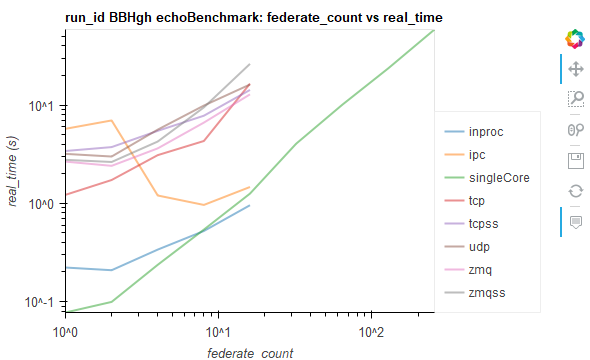 run_id BBHgh echoBenchmark: federate_count vs real_time
real_time (s)
10^1
10^0
10^-1
10^0
10^1
10^2
federate_count
inproc
ipc
singleCore
tcp
tcpss
udp
zmq
zmqss